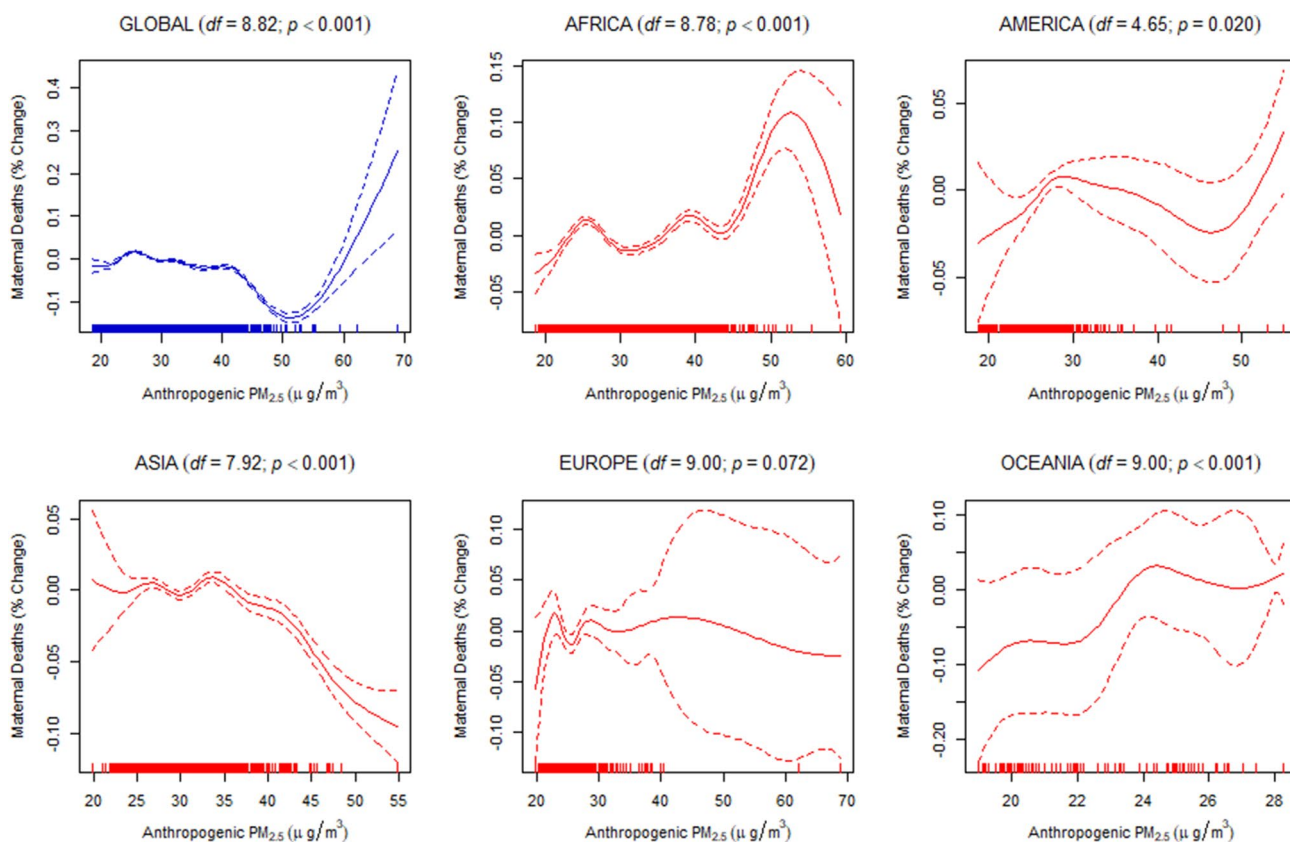 GLOBAL (df = 8.82; p < 0.001)
Maternal Deaths (% Change)
0.4
0.3
0.2
0.1
0.0
-0.1
20 30 40 50 60 70
Anthropogenic PM2.5 (μ g/m³)
AFRICA (df = 8.78; p < 0.001)
Maternal Deaths (% Change)
0.15
0.10
0.05
0.00
-0.05
20 30 40 50 60
Anthropogenic PM2.5 (μ g/m³)
AMERICA (df = 4.65; p = 0.020)
Maternal Deaths (% Change)
0.05
0.00
-0.05
20 30 40 50
Anthropogenic PM2.5 (μ g/m³)
ASIA (df = 7.92; p < 0.001)
Maternal Deaths (% Change)
0.05
0.00
-0.05
-0.10
20 25 30 35 40 45 50 55
Anthropogenic PM2.5 (μ g/m³)
EUROPE (df = 9.00; p = 0.072)
Maternal Deaths (% Change)
0.10
0.05
0.00
-0.05
-0.10
20 30 40 50 60 70
Anthropogenic PM2.5 (μ g/m³)
OCEANIA (df = 9.00; p < 0.001)
Maternal Deaths (% Change)
0.10
0.00
-0.10
-0.20
20 22 24 26 28
Anthropogenic PM2.5 (μ g/m³)